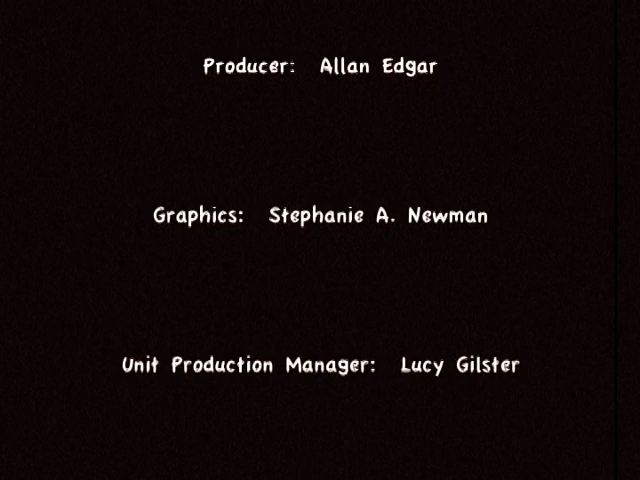 Producer: Allan Edgar
Graphics: Stephanie A. Newman
Unit Production Manager: Lucy Gilster